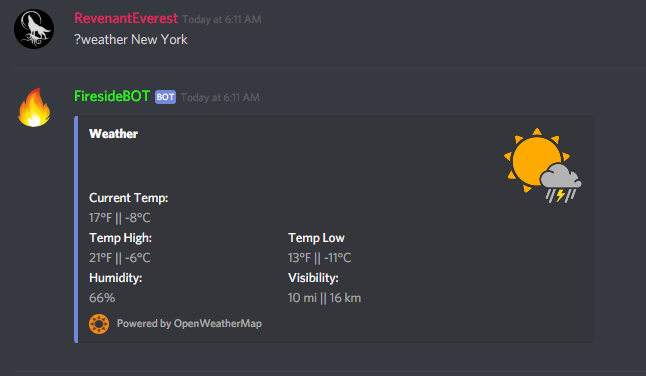 RevenantEverest Today at 6:11 AM
?weather New York
FiresideBOT BOT Today at 6:11 AM
Weather
Current Temp:
17°F || -8°C
Temp High: Temp Low
21°F || -6°C 13°F || -11°C
Humidity: Visibility:
66% 10 mi || 16 km
Powered by OpenWeatherMap